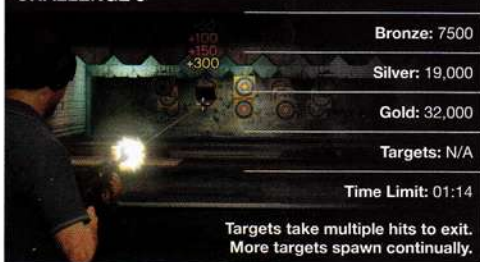 +100
+150
+300
Bronze: 7500
Silver: 19,000
Gold: 32,000
Targets: N/A
Time Limit: 01:14
Targets take multiple hits to exit.
More targets spawn continually.